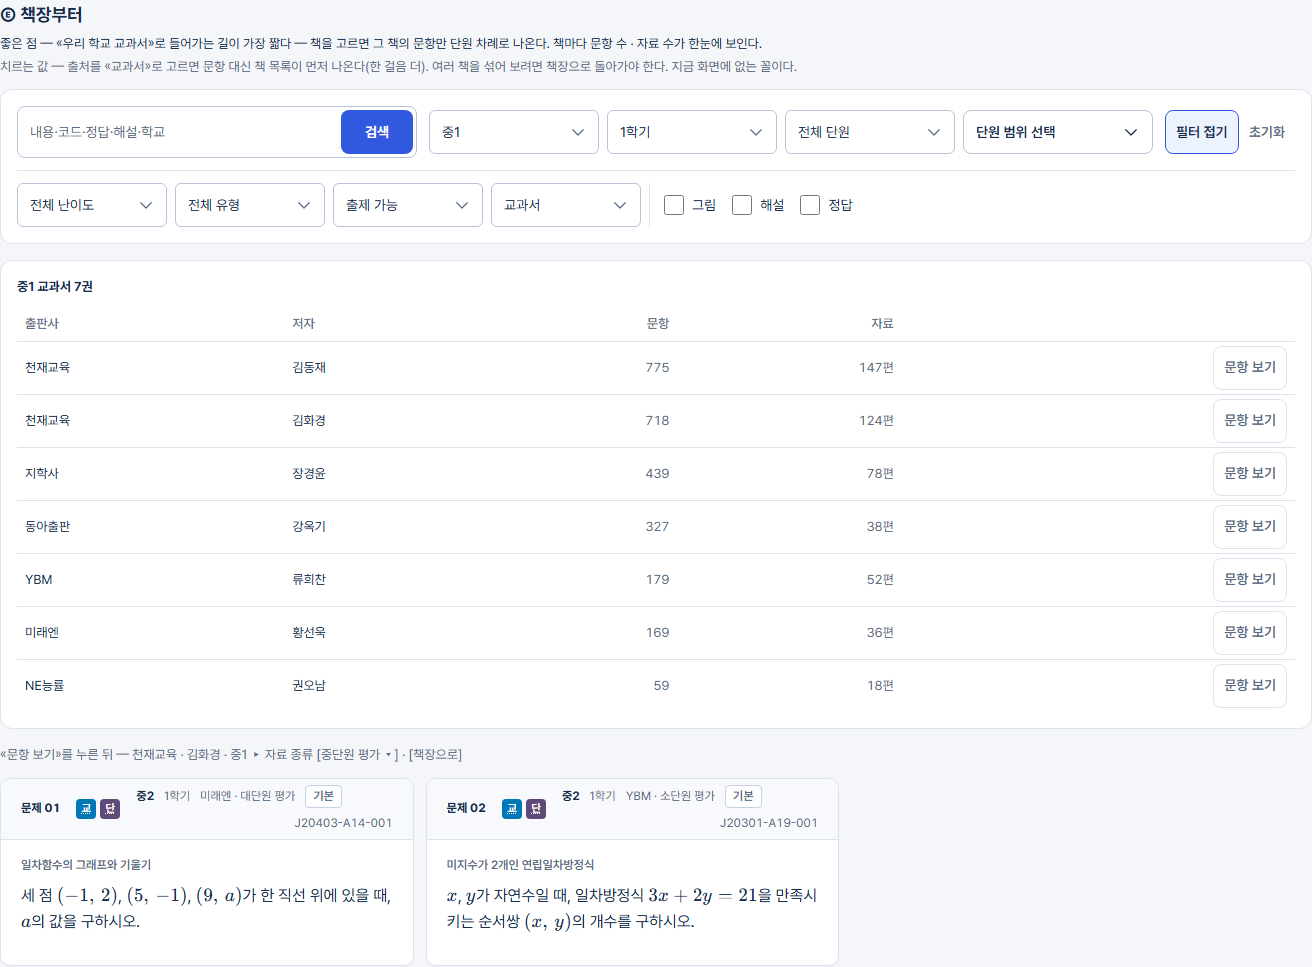 Ⓔ 책장부터
좋은 점 — «우리 학교 교과서»로 들어가는 길이 가장 짧다 — 책을 고르면 그 책의 문항만 단원 차례로 나온다. 책마다 문항 수 · 자료 수가 한눈에 보인다.
치르는 값 — 출처를 «교과서»로 고르면 문항 대신 책 목록이 먼저 나온다(한 걸음 더). 여러 책을 섞어 보려면 책장으로 돌아가야 한다. 지금 화면에 없는 꼴이다.
내용·코드·정답·해설·학교 검색 중1 1학기 전체 단원 단원 범위 선택 필터 접기 초기화
전체 난이도 전체 유형 출제 가능 교과서 그림 해설 정답
중1 교과서 7권
출판사 저자 문항 자료
천재교육 김동재 775 147편 문항 보기
천재교육 김화경 718 124편 문항 보기
지학사 장경윤 439 78편 문항 보기
동아출판 강옥기 327 38편 문항 보기
YBM 류희찬 179 52편 문항 보기
미래엔 황선욱 169 36편 문항 보기
NE능률 권오남 59 18편 문항 보기
«문항 보기»를 누른 뒤 — 천재교육 · 김화경 · 중1 ▸ 자료 종류 [중단원 평가 ▾] · [책장으로]
문제 01 교 단 중2 1학기 미래엔 · 대단원 평가 기본
J20403-A14-001
일차함수의 그래프와 기울기
세 점 (−1, 2), (5, −1), (9, a)가 한 직선 위에 있을 때,
a의 값을 구하시오.
문제 02 교 단 중2 1학기 YBM · 소단원 평가 기본
J20301-A19-001
미지수가 2개인 연립일차방정식
x, y가 자연수일 때, 일차방정식 3x + 2y = 21을 만족시
키는 순서쌍 (x, y)의 개수를 구하시오.